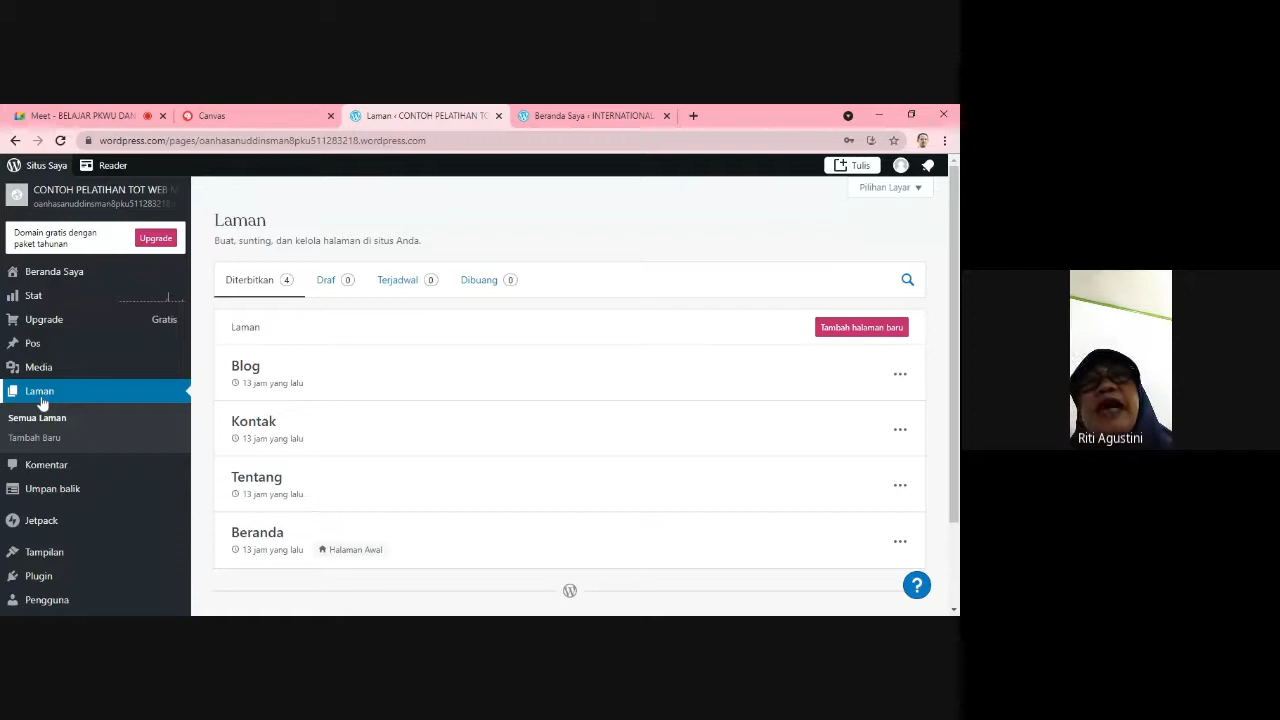 Meet - BELAJAR PKWU DAN
Canvas
Laman ‹ CONTOH PELATIHAN TO
Beranda Saya ‹ INTERNATIONAL
wordpress.com/pages/oanhasanuddinsman8pku511283218.wordpress.com
Situs Saya
Reader
Tulis
CONTOH PELATIHAN TOT WEB M
oanhasanuddinsman8pku511283218
Domain gratis dengan
paket tahunan
Upgrade
Beranda Saya
Stat
Upgrade Gratis
Pos
Media
Laman
Semua Laman
Tambah Baru
Komentar
Umpan balik
Jetpack
Tampilan
Plugin
Pengguna
Pilihan Layar
Laman
Buat, sunting, dan kelola halaman di situs Anda.
Diterbitkan 4 Draf 0 Terjadwal 0 Dibuang 0
Laman
Tambah halaman baru
Blog
13 jam yang lalu
Kontak
13 jam yang lalu
Tentang
13 jam yang lalu
Beranda
13 jam yang lalu Halaman Awal
?
Riti Agustini